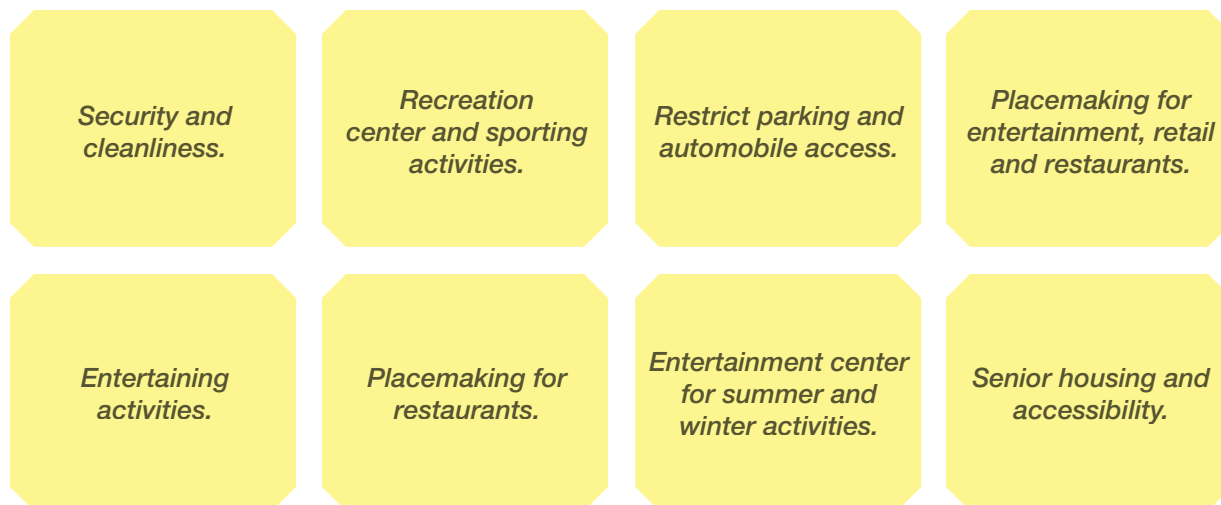 Security and
cleanliness.
Recreation
center and sporting
activities.
Restrict parking and
automobile access.
Placemaking for
entertainment, retail
and restaurants.
Entertaining
activities.
Placemaking for
restaurants.
Entertainment center
for summer and
winter activities.
Senior housing and
accessibility.